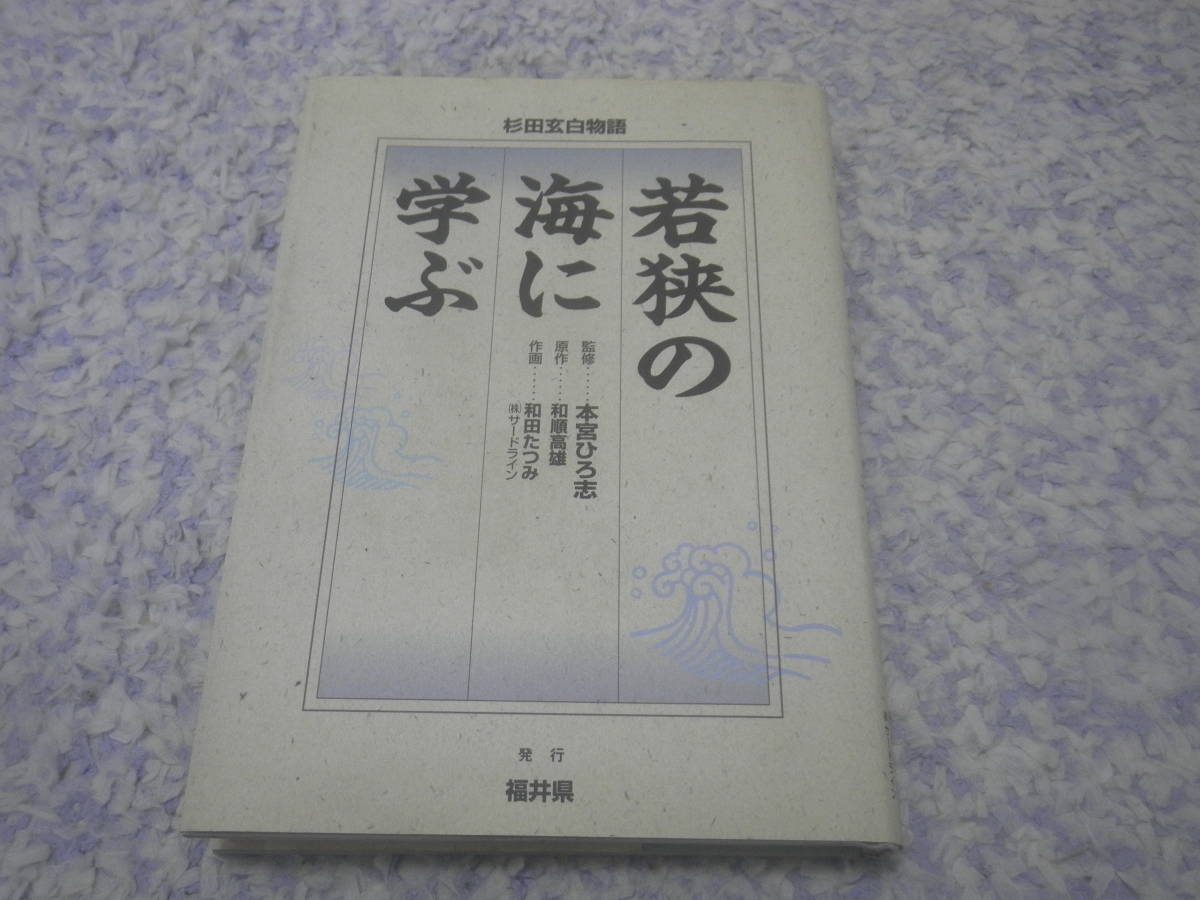 杉田玄白物語
若狭の
海に
学ぶ
監修……本宮ひろ志
原作……和順高雄
作画……和田たつみ
㈱サードライン
発行
福井県